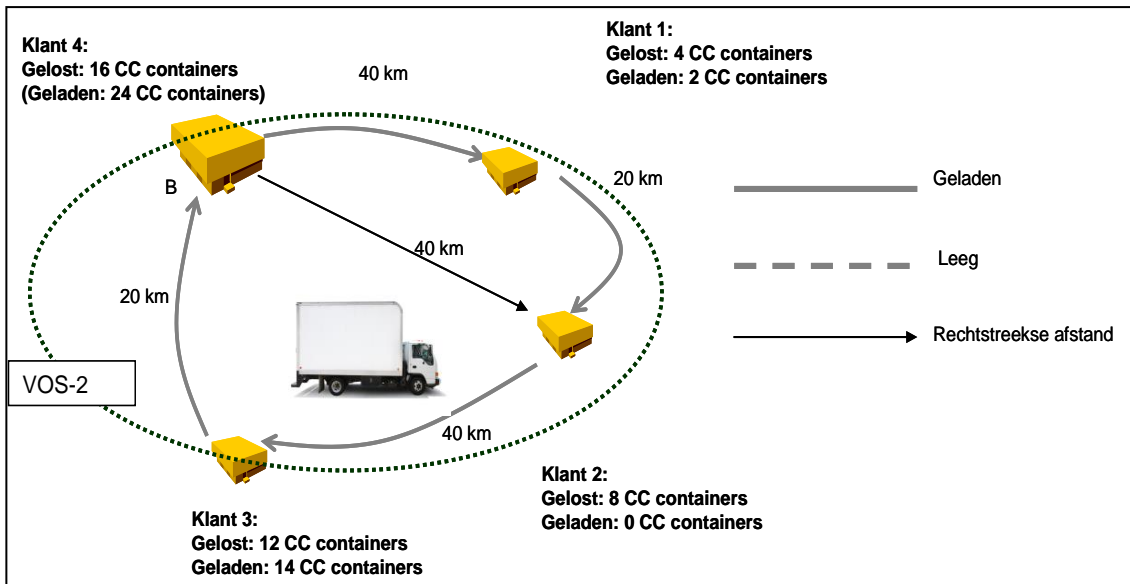 Klant 4:
Gelost: 16 CC containers
(Geladen: 24 CC containers)
40 km
Klant 1:
Gelost: 4 CC containers
Geladen: 2 CC containers
B
20 km
Geladen
40 km
Leeg
20 km
Rechtstreekse afstand
VOS-2
40 km
Klant 2:
Gelost: 8 CC containers
Geladen: 0 CC containers
Klant 3:
Gelost: 12 CC containers
Geladen: 14 CC containers